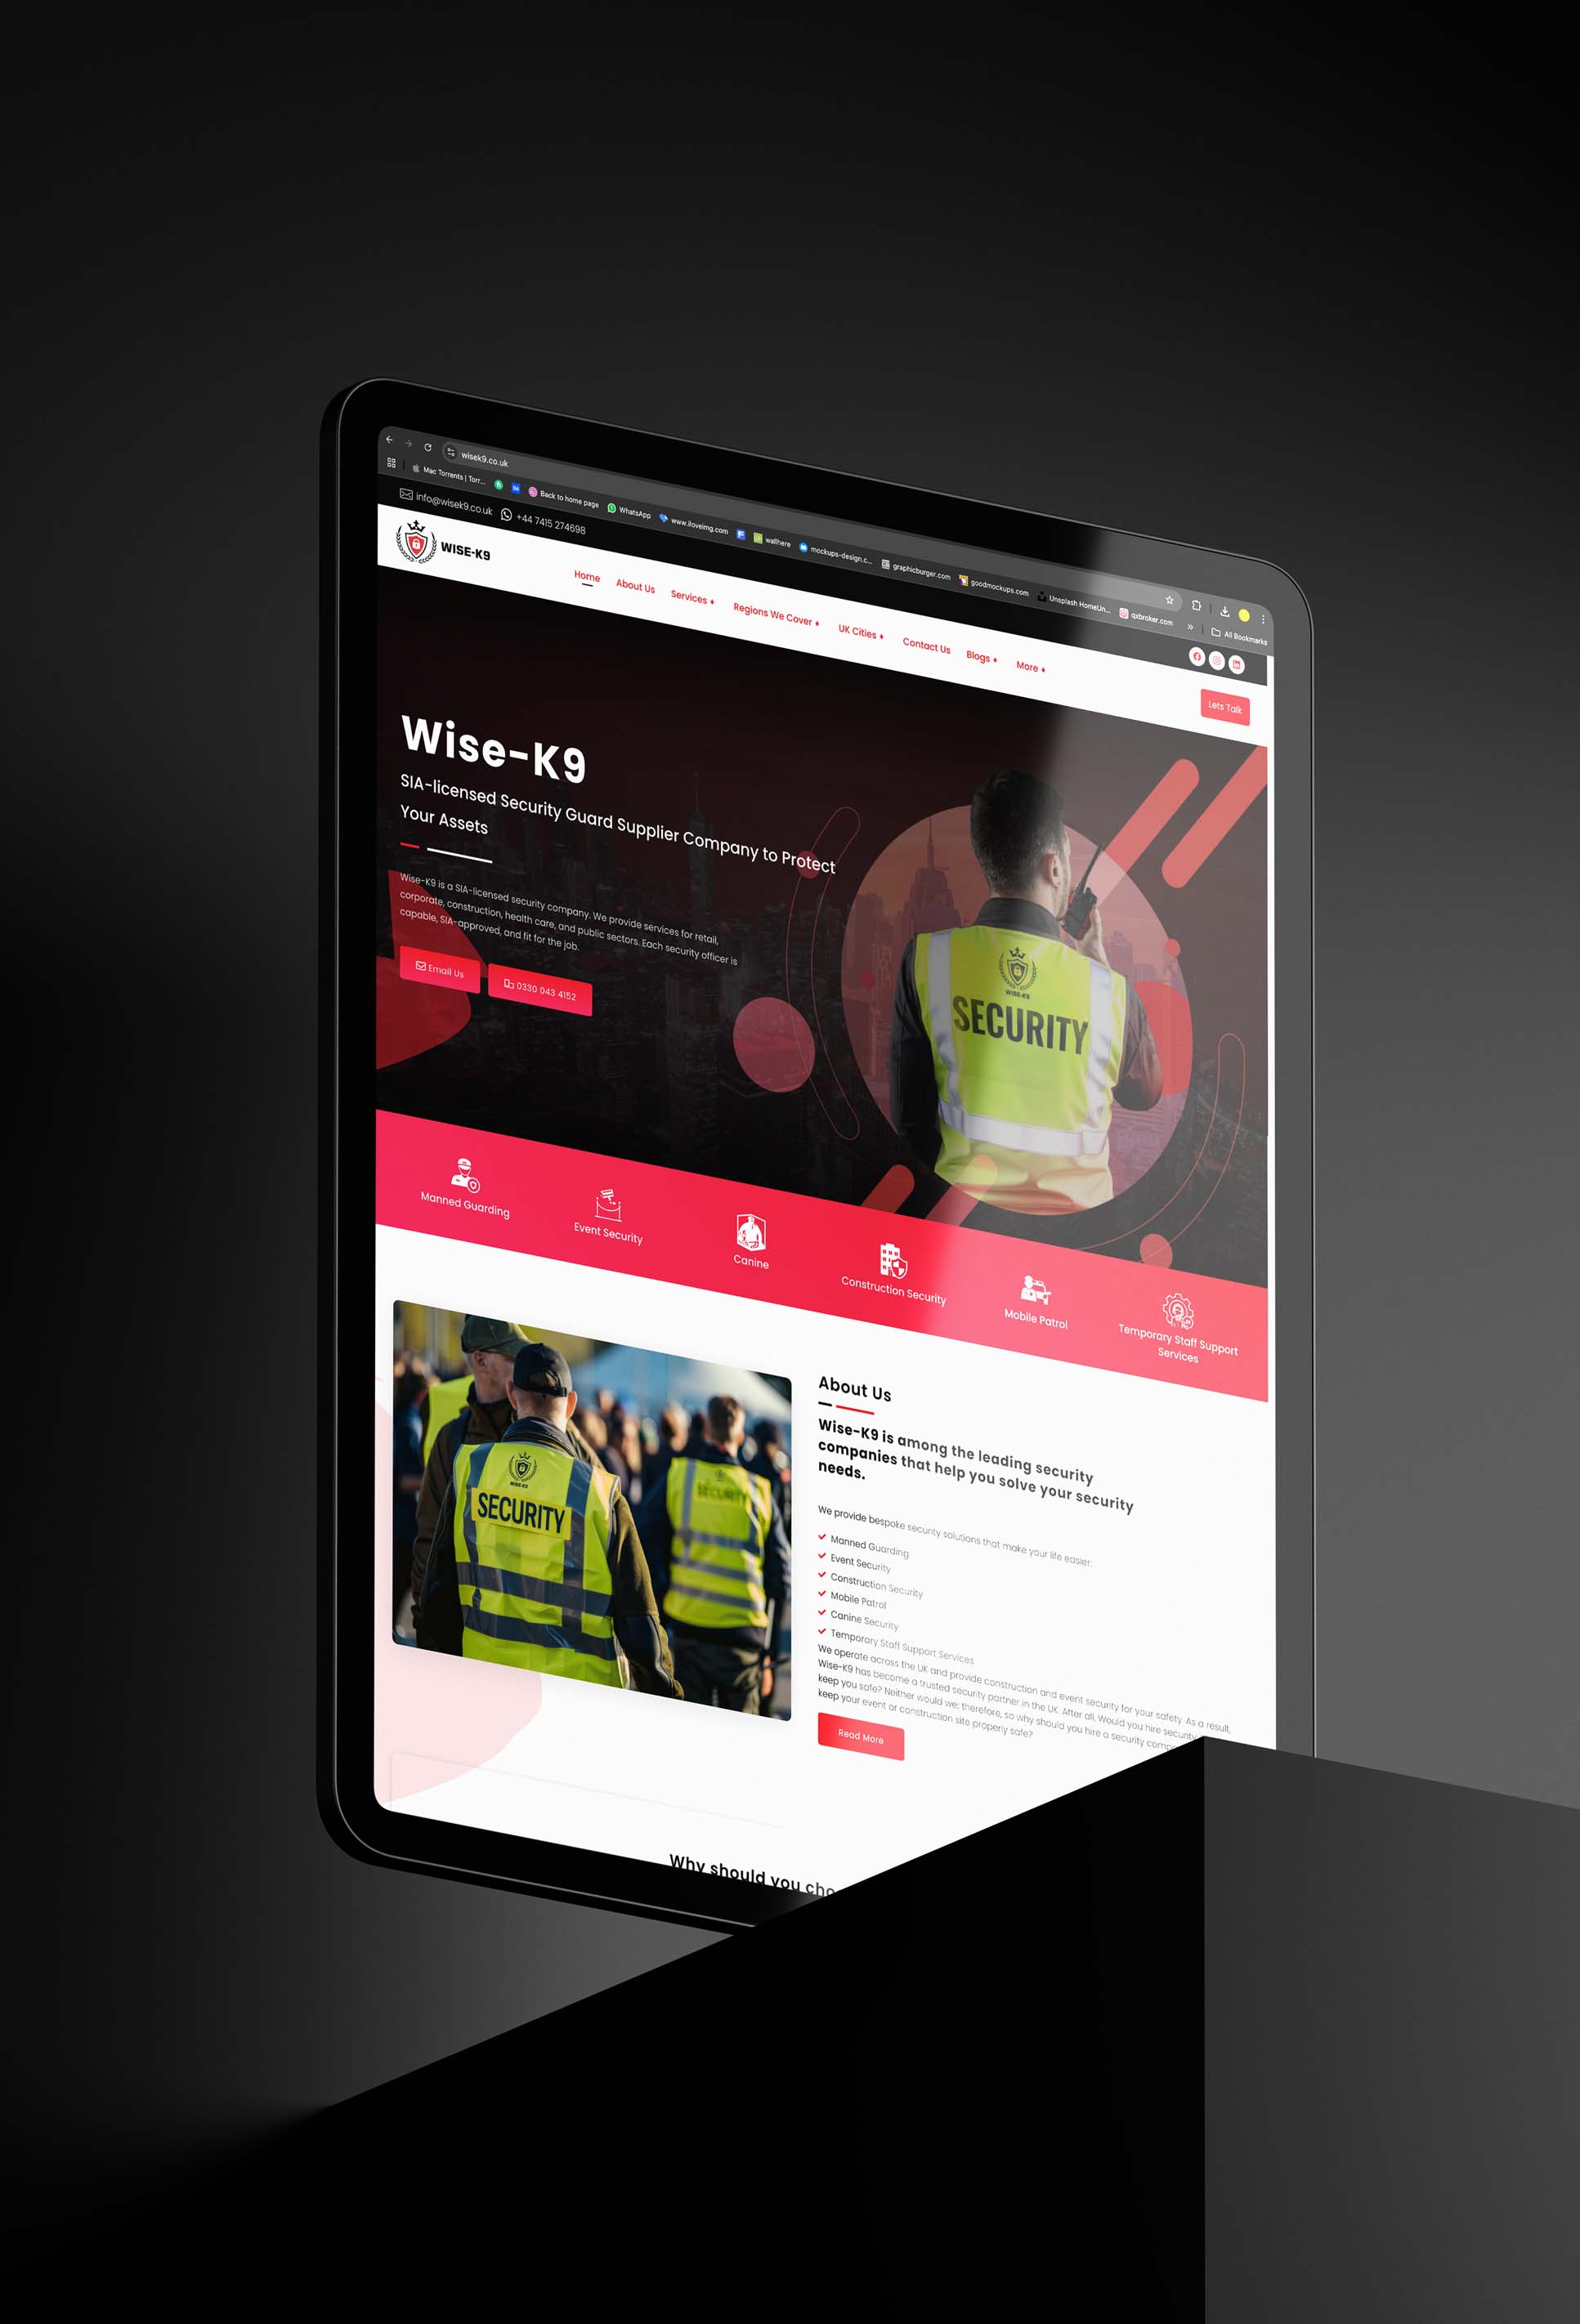 wisek9.co.uk
Mac Torrents | Torr...
Back to home page
WhatsApp
www.iloveimg.com
wallhere
mockups-design.c...
graphicburger.com
goodmockups.com
Unsplash HomeUn...
qxbroker.com
All Bookmarks
info@wisek9.co.uk
+44 7415 274698
WISE-K9
Home
About Us
Services
Regions We Cover
UK Cities
Contact Us
Blogs
More
Lets Talk
Wise-K9
SIA-licensed Security Guard Supplier Company to Protect
Your Assets
Wise-K9 is a SIA-licensed security company. We provide services for retail,
corporate, construction, health care, and public sectors. Each security officer is
capable, SIA-approved, and fit for the job.
Email Us
0330 043 4152
WISE-K9
SECURITY
Manned Guarding
Event Security
Canine
Construction Security
Mobile Patrol
Temporary Staff Support
Services
WISE-K9
SECURITY
SECURITY
About Us
Wise-K9 is among the leading security
companies that help you solve your security
needs.
We provide bespoke security solutions that make your life easier:
Manned Guarding
Event Security
Construction Security
Mobile Patrol
Canine Security
Temporary Staff Support Services
We operate across the UK and provide construction and event security for your safety. As a result,
Wise-K9 has become a trusted security partner in the UK. After all, Would you hire security
keep you safe? Neither would we; therefore, so why should you hire a security
keep your event or construction site properly safe?
Read More
Why should you